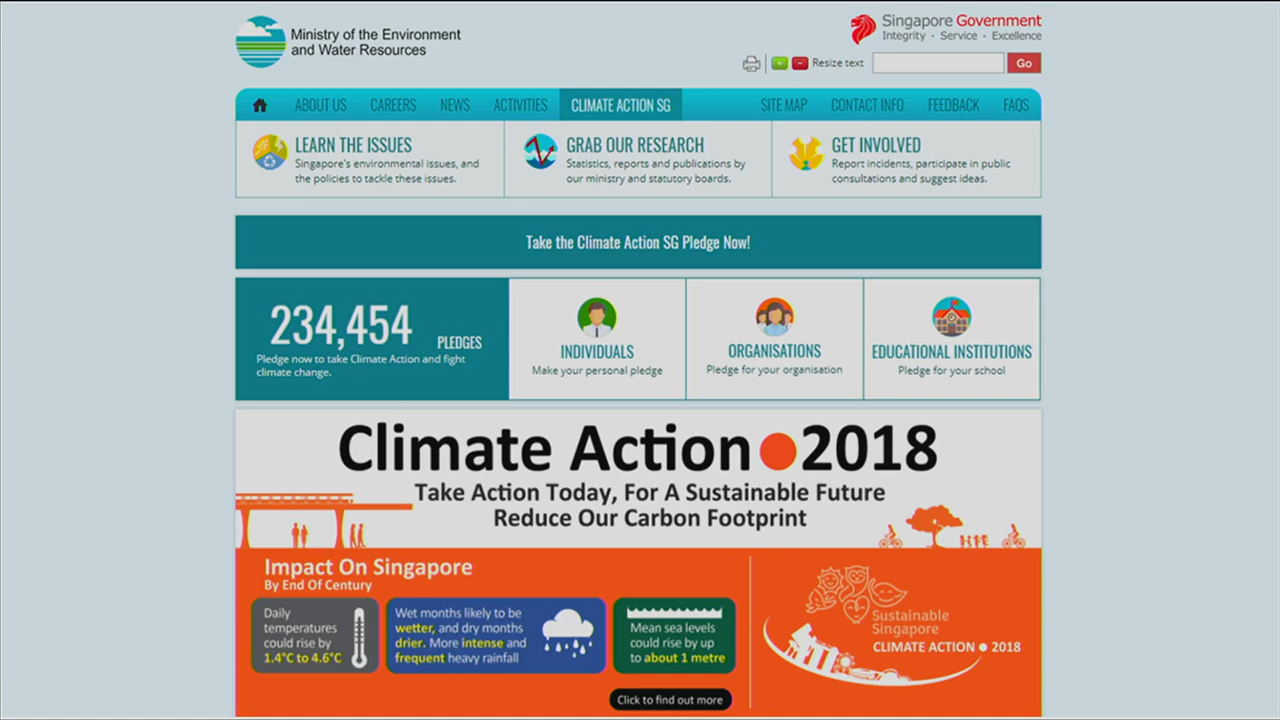 Ministry of the Environment
and Water Resources
Singapore Government
Integrity · Service · Excellence
Resize text
Go
ABOUT US CAREERS NEWS ACTIVITIES CLIMATE ACTION SG SITE MAP CONTACT INFO FEEDBACK FAQS
LEARN THE ISSUES
Singapore's environmental issues, and
the policies to tackle these issues.
GRAB OUR RESEARCH
Statistics, reports and publications by
our ministry and statutory boards.
GET INVOLVED
Report incidents, participate in public
consultations and suggest ideas.
Take the Climate Action SG Pledge Now!
234,454 PLEDGES
Pledge now to take Climate Action and fight
climate change.
INDIVIDUALS
Make your personal pledge
ORGANISATIONS
Pledge for your organisation
EDUCATIONAL INSTITUTIONS
Pledge for your school
Climate Action 2018
Take Action Today, For A Sustainable Future
Reduce Our Carbon Footprint
Impact On Singapore
By End Of Century
Daily
temperatures
could rise by
1.4°C to 4.6°C
Wet months likely to be
wetter, and dry months
drier. More intense and
frequent heavy rainfall
Mean sea levels
could rise by up
to about 1 metre
Click to find out more
Sustainable
Singapore
CLIMATE ACTION 2018